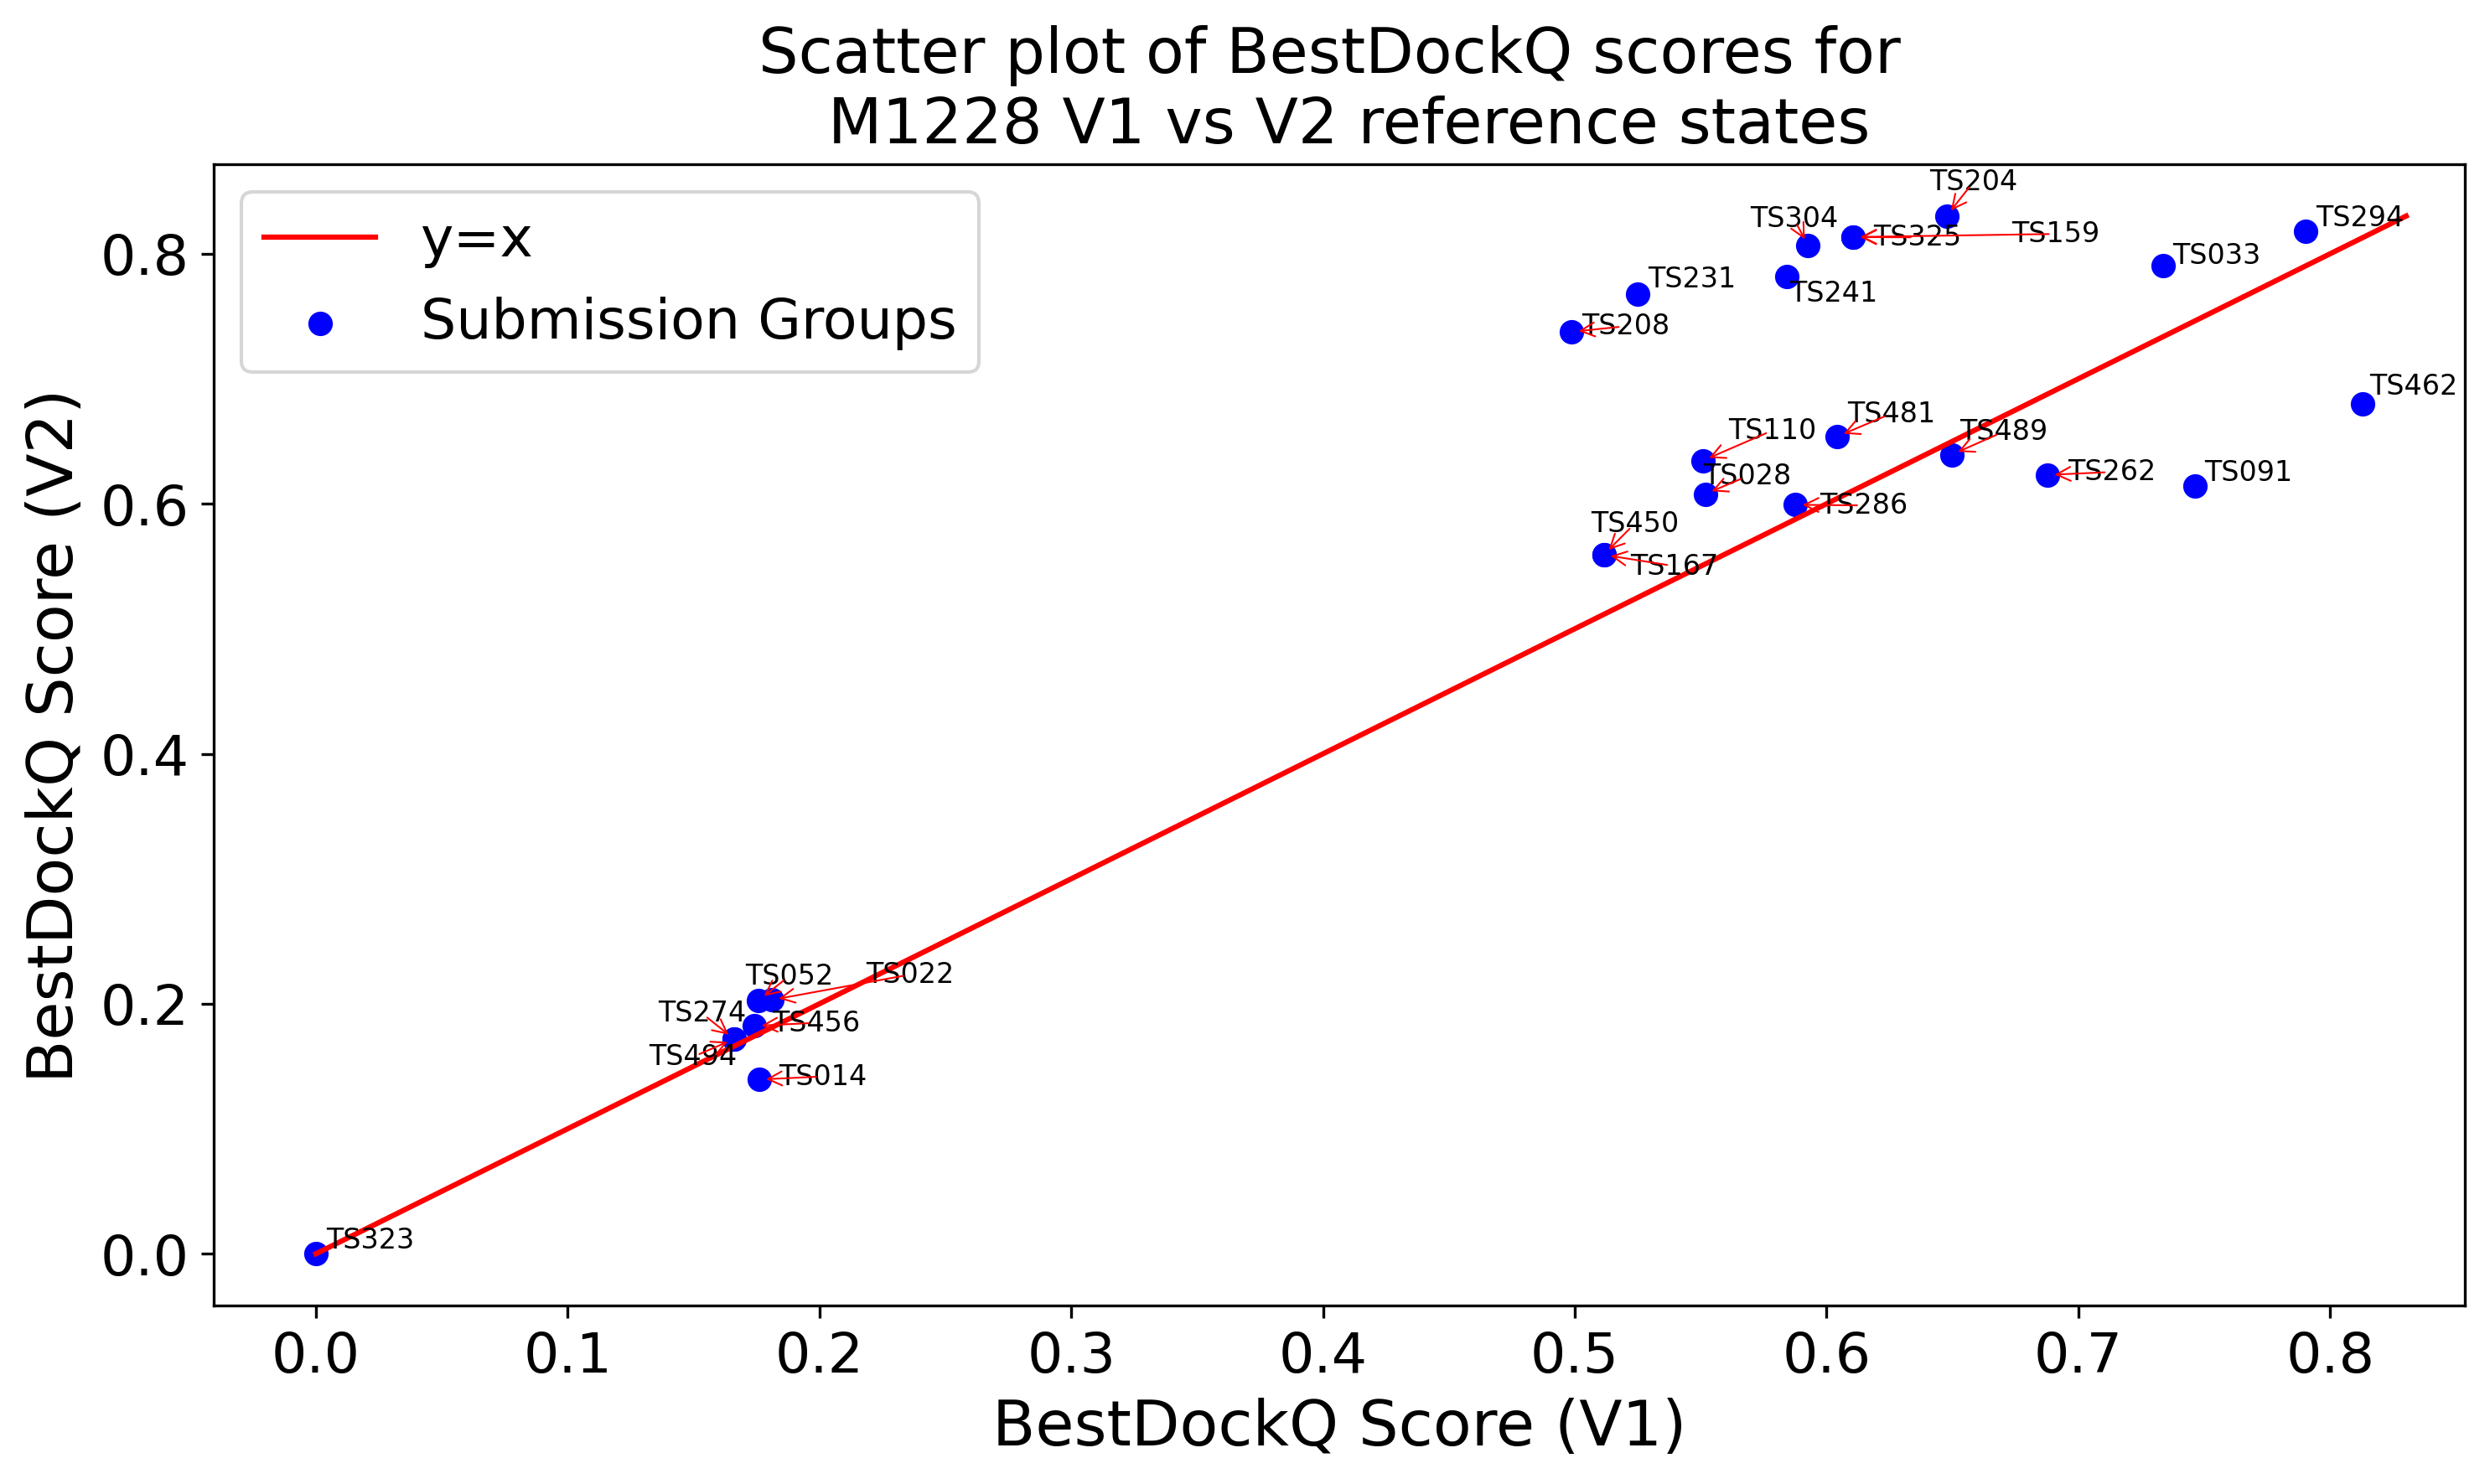 Scatter plot of BestDockQ scores for
M1228 V1 vs V2 reference states
y=x
Submission Groups
TS204
TS304
TS325
TS159
TS294
TS033
TS231
TS241
TS208
TS462
TS481
TS110
TS489
TS028
TS262
TS091
TS286
TS450
TS167
TS052
TS022
TS274
TS456
TS494
TS014
TS323
0.8
0.6
0.4
0.2
0.0
BestDockQ Score (V2)
0.0 0.1 0.2 0.3 0.4 0.5 0.6 0.7 0.8
BestDockQ Score (V1)